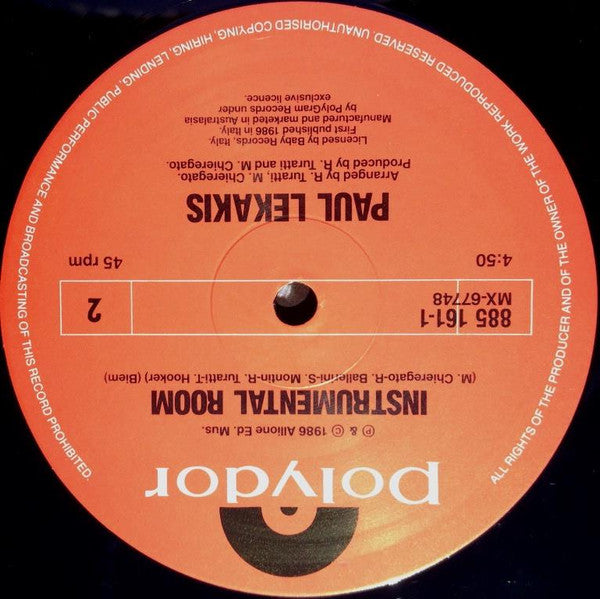 polydor
℗ & © 1986 Allione Ed. Mus.
INSTRUMENTAL ROOM
(M. Chieregato-R. Ballerini-S. Montin-R. Turatti-T. Hooker) (Biem)
885 161-1
MX-67748
2
4:50
45 rpm
PAUL LEKAKIS
Arranged by R. Turatti, M. Chieregato.
Produced by R. Turatti and M. Chieregato.
Licensed by Baby Records, Italy.
First published 1986 in Italy.
Manufactured and marketed in Australasia
by PolyGram Records under
exclusive licence.
ALL RIGHTS OF THE PRODUCER AND OF THE OWNER OF THE WORK REPRODUCED RESERVED. UNAUTHORISED COPYING, HIRING, LENDING, PUBLIC PERFORMANCE AND BROADCASTING OF THIS RECORD PROHIBITED.